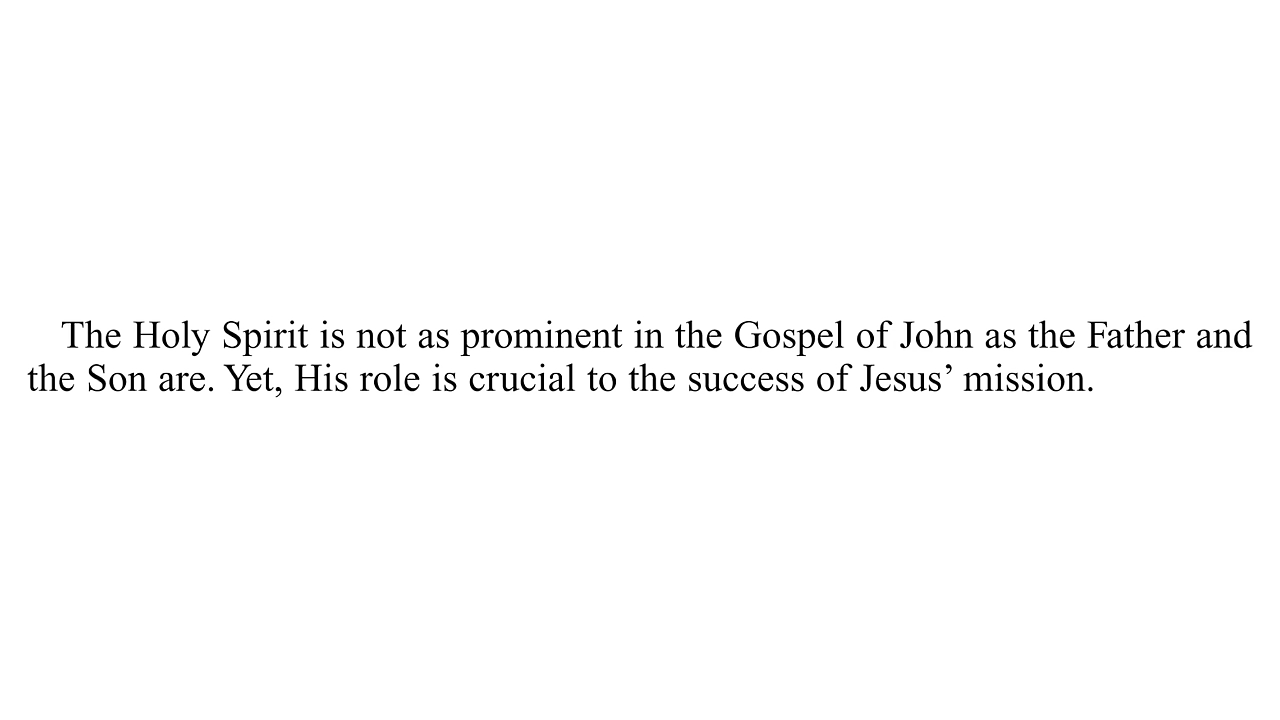 The Holy Spirit is not as prominent in the Gospel of John as the Father and
the Son are. Yet, His role is crucial to the success of Jesus’ mission.